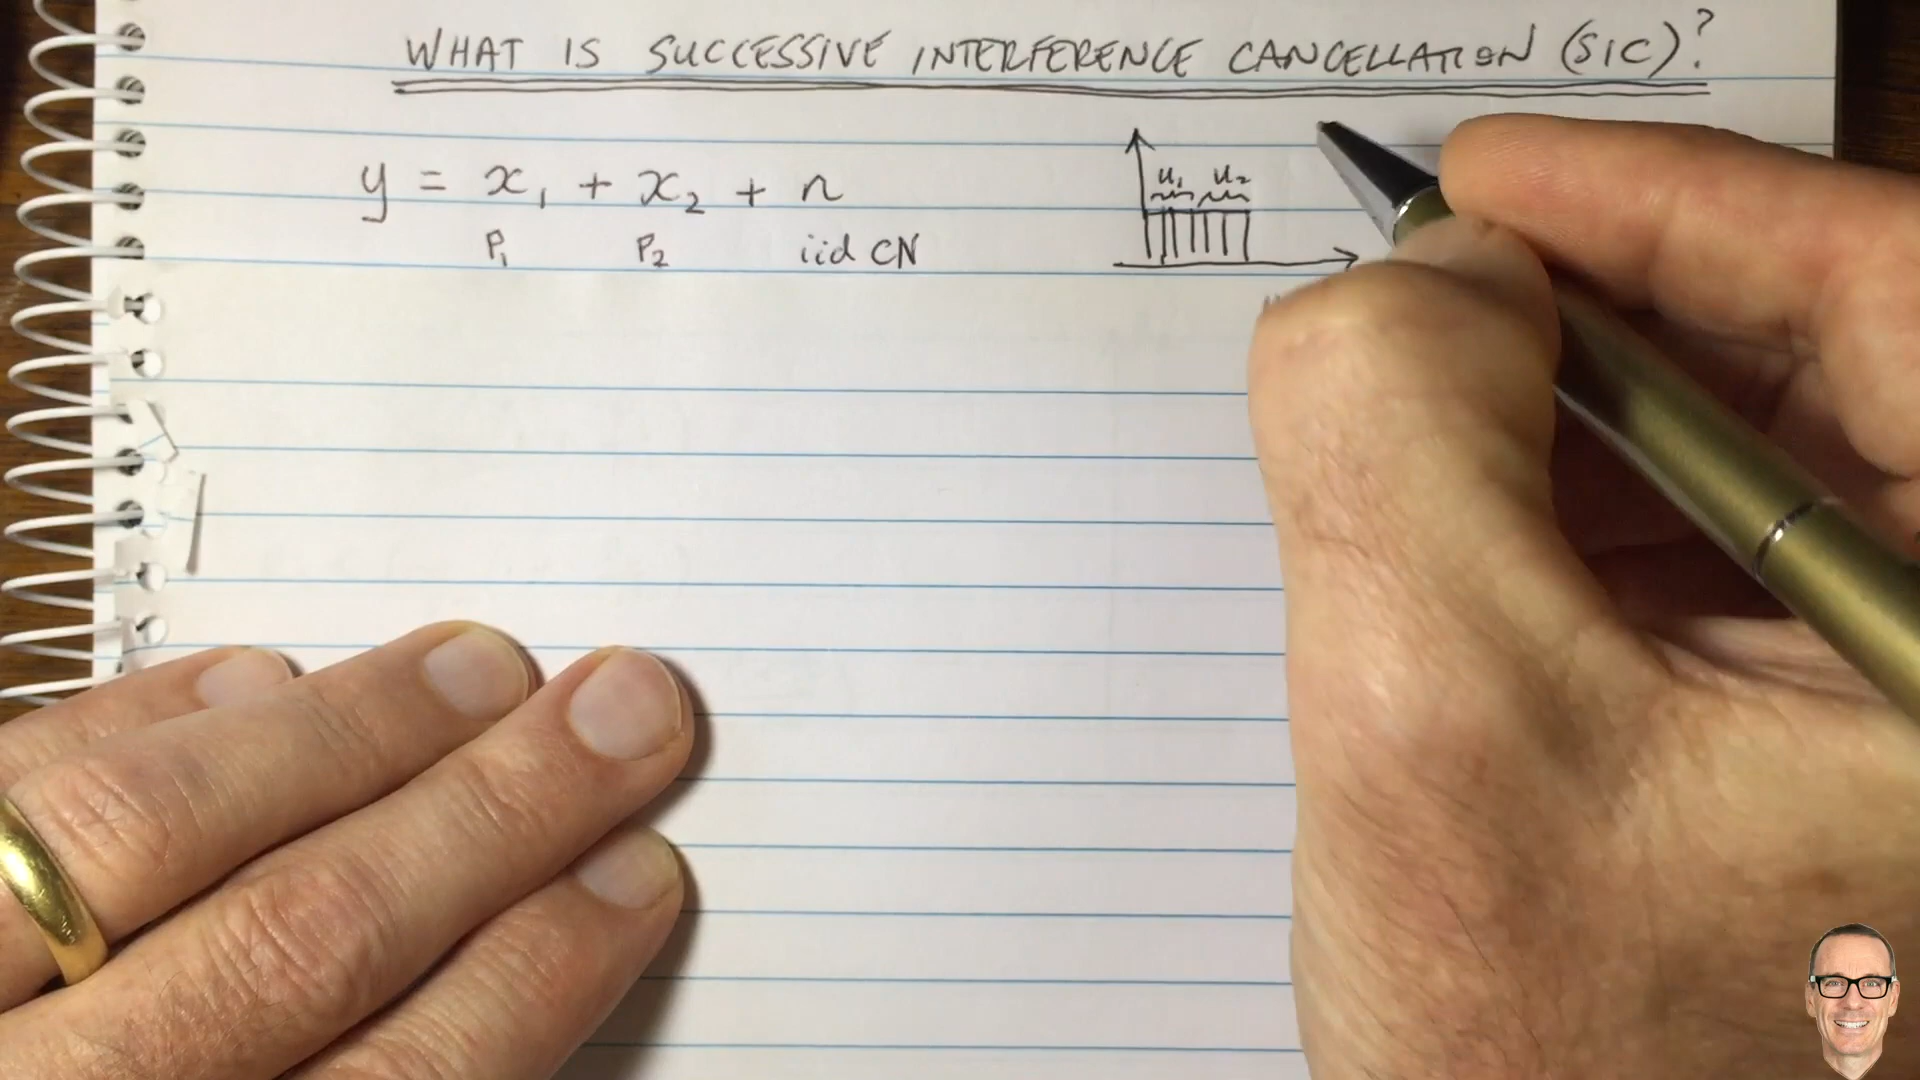 WHAT IS SUCCESSIVE INTERFERENCE CANCELLATION (SIC)?
y = x₁ + x₂ + n
P₁ P₂ iid CN
u₁ u₂